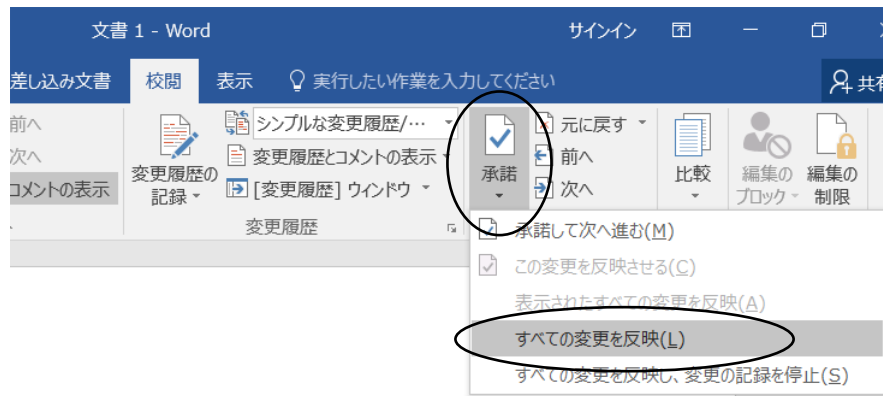 文書 1 - Word
サインイン
差し込み文書 校閲 表示 実行したい作業を入力してください 共有
前へ
次へ
コメントの表示
変更履歴の
記録
シンプルな変更履歴/…
変更履歴とコメントの表示
[変更履歴] ウィンドウ
変更履歴
承諾
元に戻す
前へ
次へ
比較
編集の
ブロック
編集の
制限
承諾して次へ進む(M)
この変更を反映させる(C)
表示されたすべての変更を反映(A)
すべての変更を反映(L)
すべての変更を反映し、変更の記録を停止(S)